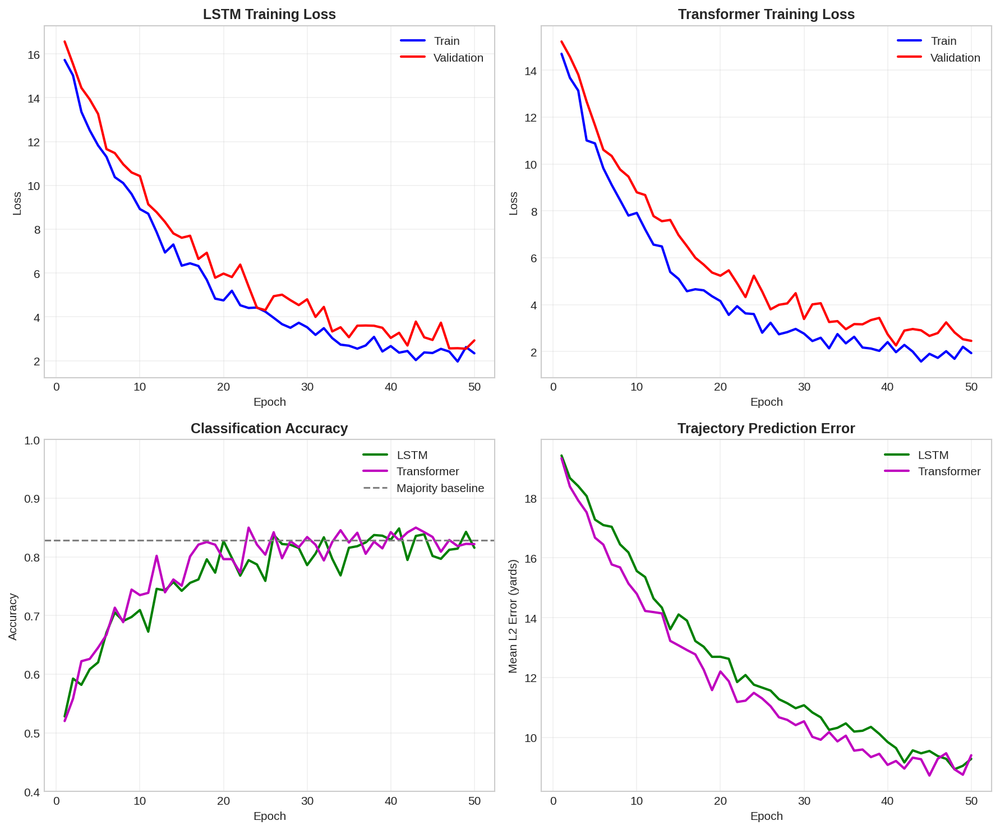 LSTM Training Loss
Loss
16
14
12
10
8
6
4
2
0
10
20
30
40
50
Epoch
Train
Validation
Transformer Training Loss
Loss
14
12
10
8
6
4
2
0
10
20
30
40
50
Epoch
Train
Validation
Classification Accuracy
Accuracy
1.0
0.9
0.8
0.7
0.6
0.5
0.4
0
10
20
30
40
50
Epoch
LSTM
Transformer
Majority baseline
Trajectory Prediction Error
Mean L2 Error (yards)
18
16
14
12
10
0
10
20
30
40
50
Epoch
LSTM
Transformer